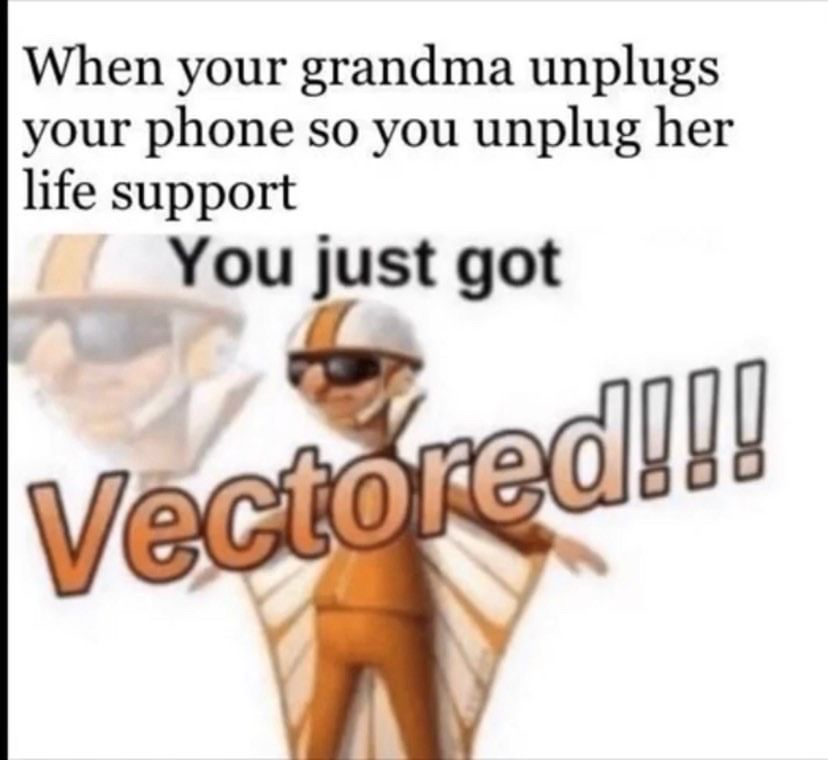 When your grandma unplugs
your phone so you unplug her
life support
You just got
Vectored!!!